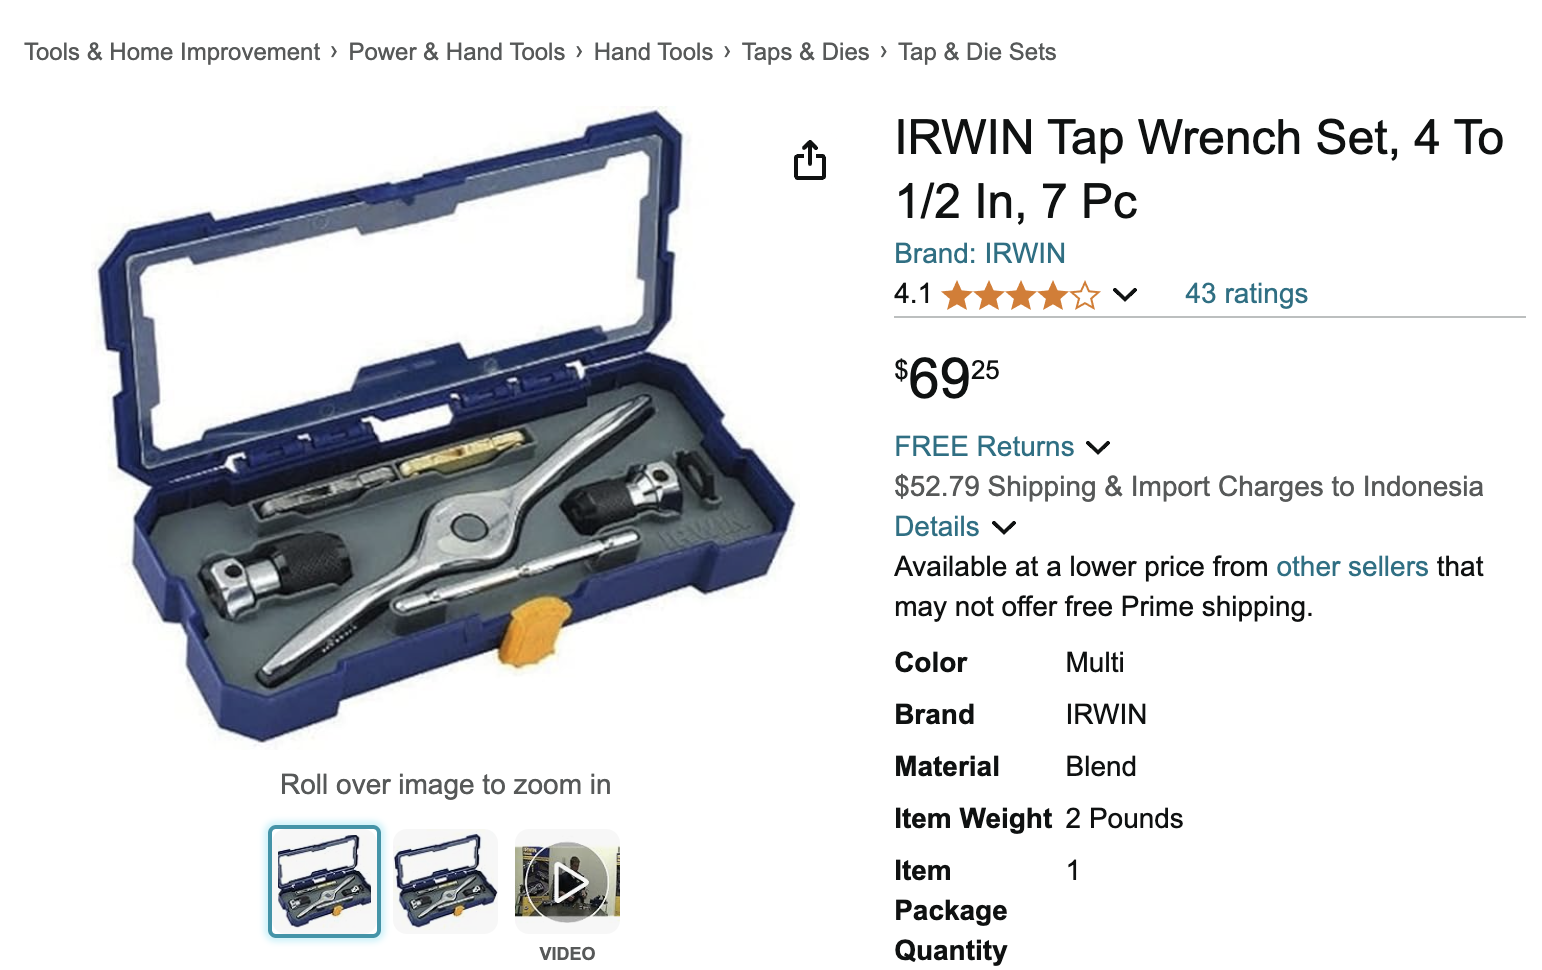 Tools & Home Improvement › Power & Hand Tools › Hand Tools › Taps & Dies › Tap & Die Sets
IRWIN Tap Wrench Set, 4 To
1/2 In, 7 Pc
Brand: IRWIN
4.1 43 ratings
$69 25
FREE Returns
$52.79 Shipping & Import Charges to Indonesia
Details
Available at a lower price from other sellers that
may not offer free Prime shipping.
Color Multi
Brand IRWIN
Material Blend
Item Weight 2 Pounds
Item 1
Package
Quantity
IRWIN
Roll over image to zoom in
VIDEO